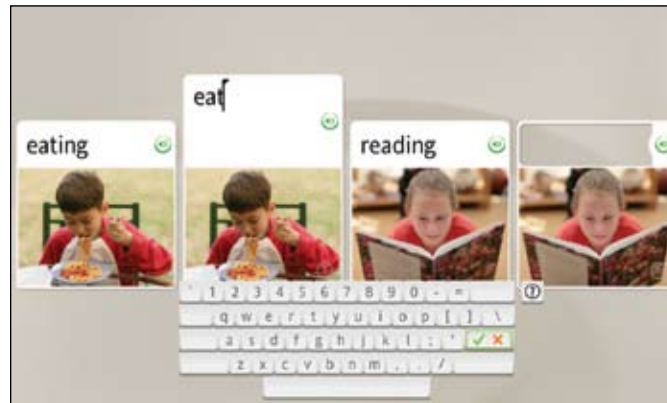 eating
eat
reading
` 1 2 3 4 5 6 7 8 9 0 - =
q w e r t y u i o p [ ] \
a s d f g h j k l ; '
z x c v b n m , . /
?